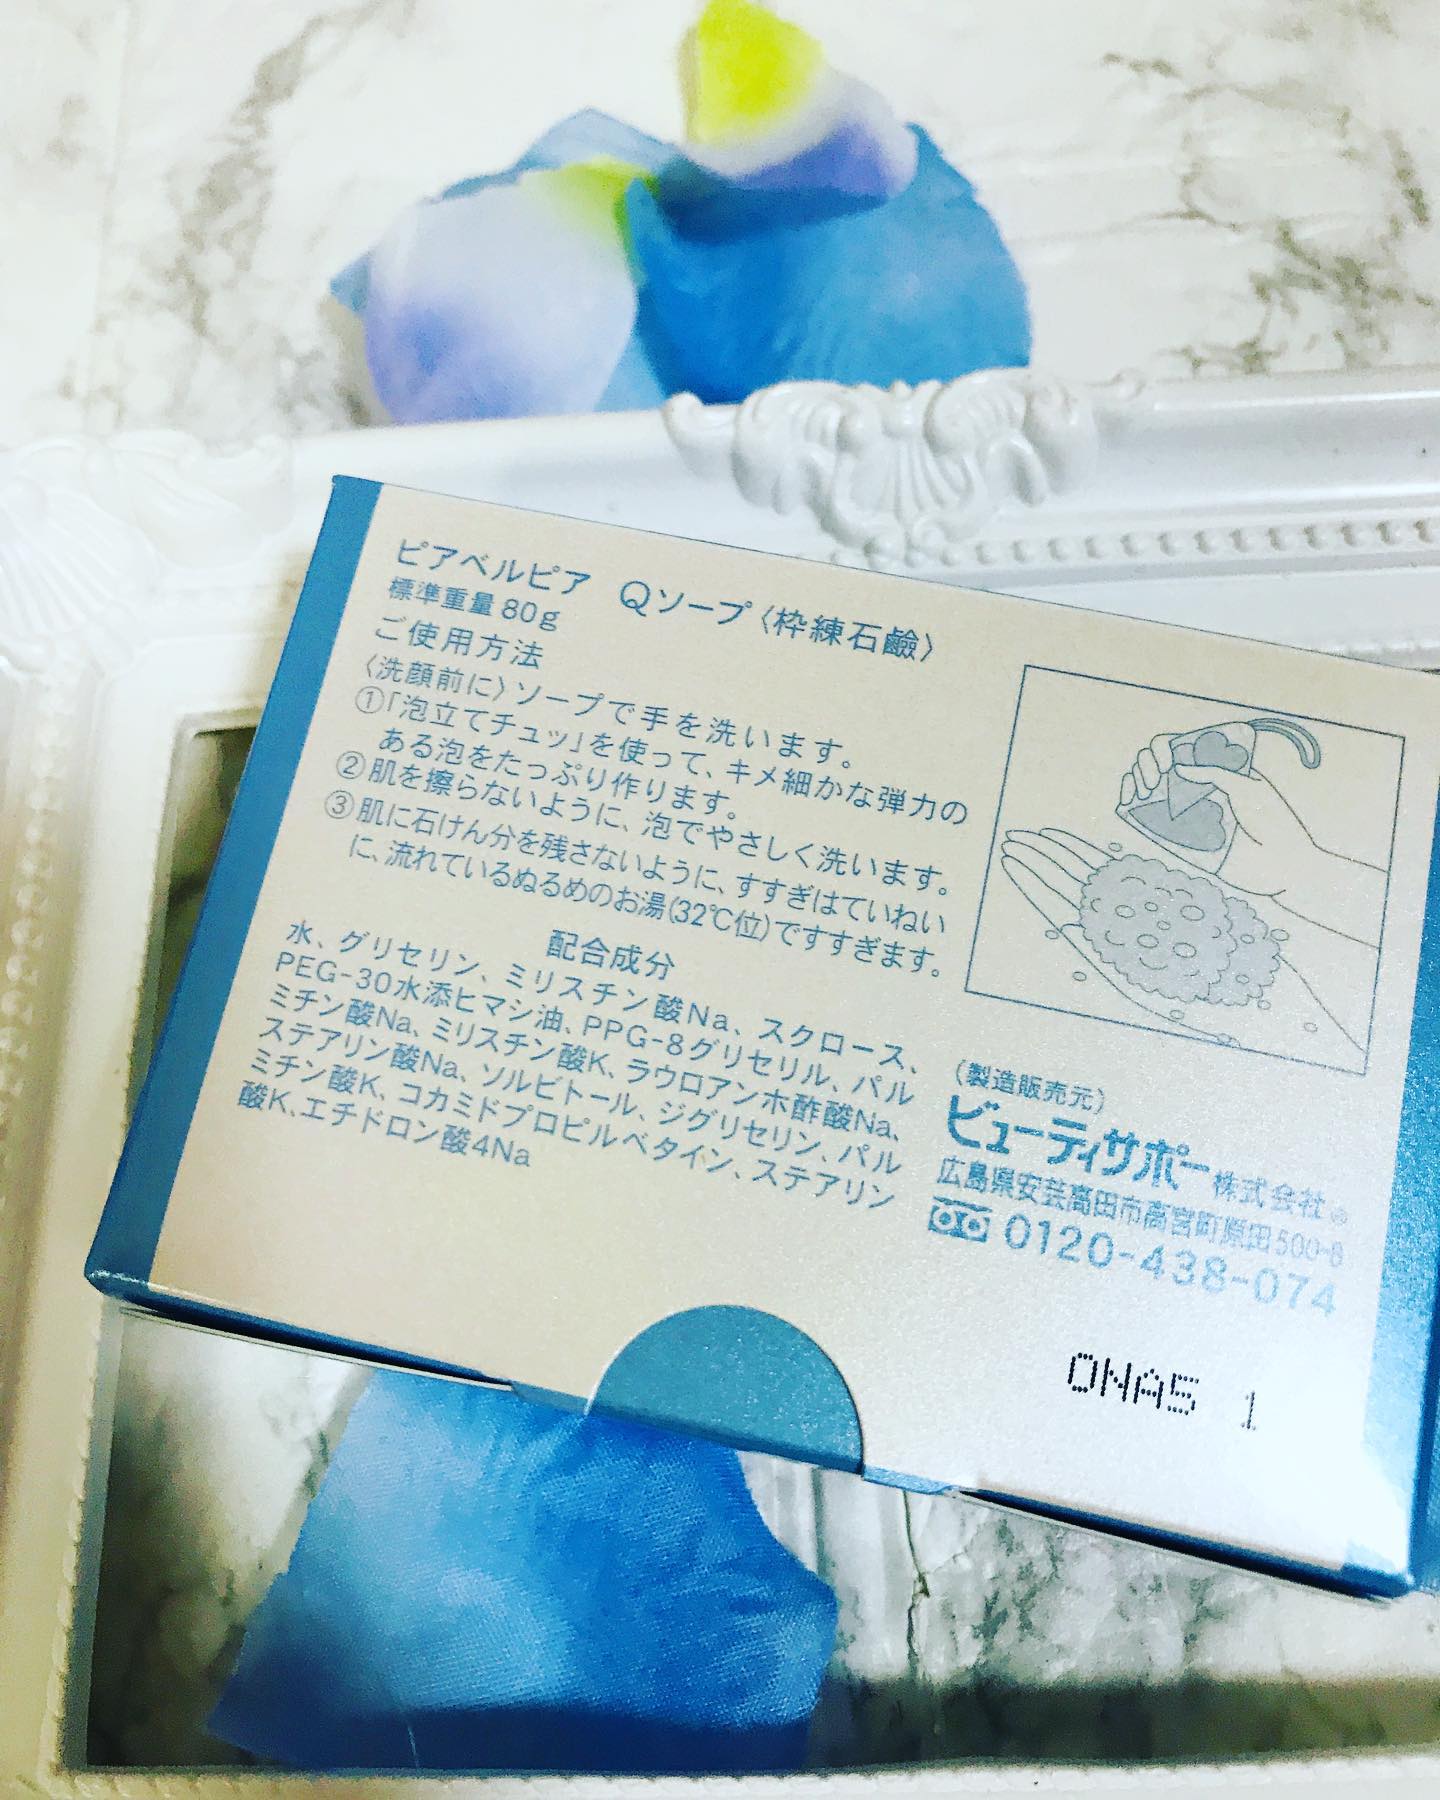 ピアベルピア Qソープ〈枠練石鹼〉
標準重量80g
ご使用方法
〈洗顔前に〉ソープで手を洗います。
①「泡立てチュッ」を使って、キメ細かな弾力の
ある泡をたっぷり作ります。
②肌を擦らないように、泡でやさしく洗います。
③肌に石けん分を残さないように、すすぎはていねい
に、流れているぬるめのお湯(32℃位)ですすぎます。
配合成分
水、グリセリン、ミリスチン酸Na、スクロース、
PEG-30水添ヒマシ油、PPG-8グリセリル、パル
ミチン酸Na、ミリスチン酸K、ラウロアンホ酢酸Na、
ステアリン酸Na、ソルビトール、ジグリセリン、パル
ミチン酸K、コカミドプロピルベタイン、ステアリン
酸K、エチドロン酸4Na
(製造販売元)
ビューティサポー株式会社
広島県安芸高田市高宮町原田500-8
0120-438-074
ONA5 1